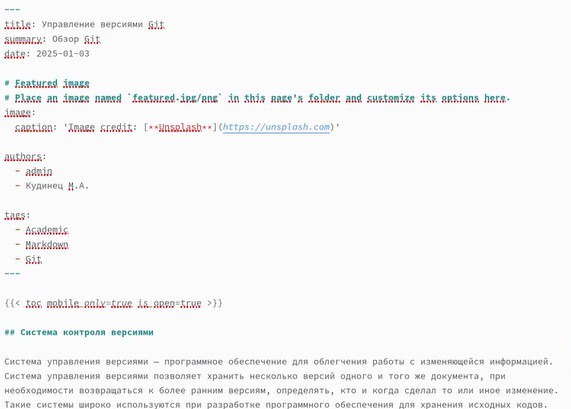 ---
title: Управление версиями Git
summary: Обзор Git
date: 2025-01-03

# Featured image
# Place an image named `featured.jpg/png` in this page's folder and customize its options here.
image:
  caption: 'Image credit: [**Unsplash**](https://unsplash.com)'

authors:
  - admin
  - Кудинец М.А.

tags:
  - Academic
  - Markdown
  - Git
---

{{< toc mobile_only=true is_open=true >}}

## Система контроля версиями

Система управления версиями — программное обеспечение для облегчения работы с изменяющейся информацией.
Система управления версиями позволяет хранить несколько версий одного и того же документа, при
необходимости возвращаться к более ранним версиям, определять, кто и когда сделал то или иное изменение.
Такие системы широко используются при разработке программного обеспечения для хранения исходных кодов.